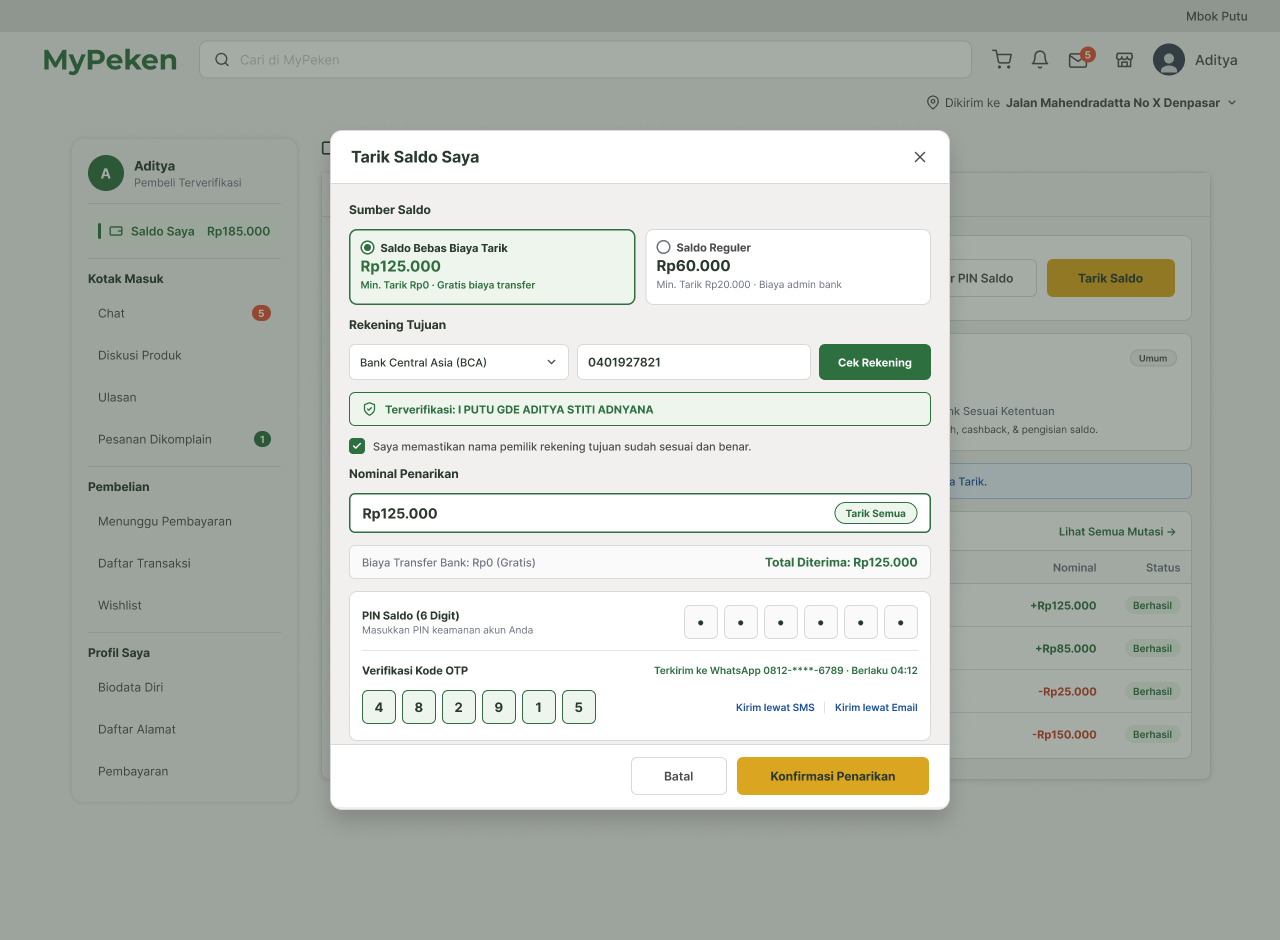 Mbok Putu
MyPeken
Cari di MyPeken
5
Aditya
Dikirim ke Jalan Mahendradatta No X Denpasar
A
Aditya
Pembeli Terverifikasi
Saldo Saya Rp185.000
Kotak Masuk
Chat 5
Diskusi Produk
Ulasan
Pesanan Dikomplain 1
Pembelian
Menunggu Pembayaran
Daftar Transaksi
Wishlist
Profil Saya
Biodata Diri
Daftar Alamat
Pembayaran
Tarik Saldo Saya
Sumber Saldo
Saldo Bebas Biaya Tarik
Rp125.000
Min. Tarik Rp0 · Gratis biaya transfer
Saldo Reguler
Rp60.000
Min. Tarik Rp20.000 · Biaya admin bank
Rekening Tujuan
Bank Central Asia (BCA)
0401927821
Cek Rekening
Terverifikasi: I PUTU GDE ADITYA STITI ADNYANA
Saya memastikan nama pemilik rekening tujuan sudah sesuai dan benar.
Nominal Penarikan
Rp125.000
Tarik Semua
Biaya Transfer Bank: Rp0 (Gratis)
Total Diterima: Rp125.000
PIN Saldo (6 Digit)
Masukkan PIN keamanan akun Anda
Verifikasi Kode OTP
Terkirim ke WhatsApp 0812-****-6789 · Berlaku 04:12
4 8 2 9 1 5
Kirim lewat SMS
Kirim lewat Email
Batal
Konfirmasi Penarikan
PIN Saldo
Tarik Saldo
Umum
Sesuai Ketentuan
cashback, & pengisian saldo.
Tarik.
Lihat Semua Mutasi →
Nominal Status
+Rp125.000 Berhasil
+Rp85.000 Berhasil
-Rp25.000 Berhasil
-Rp150.000 Berhasil